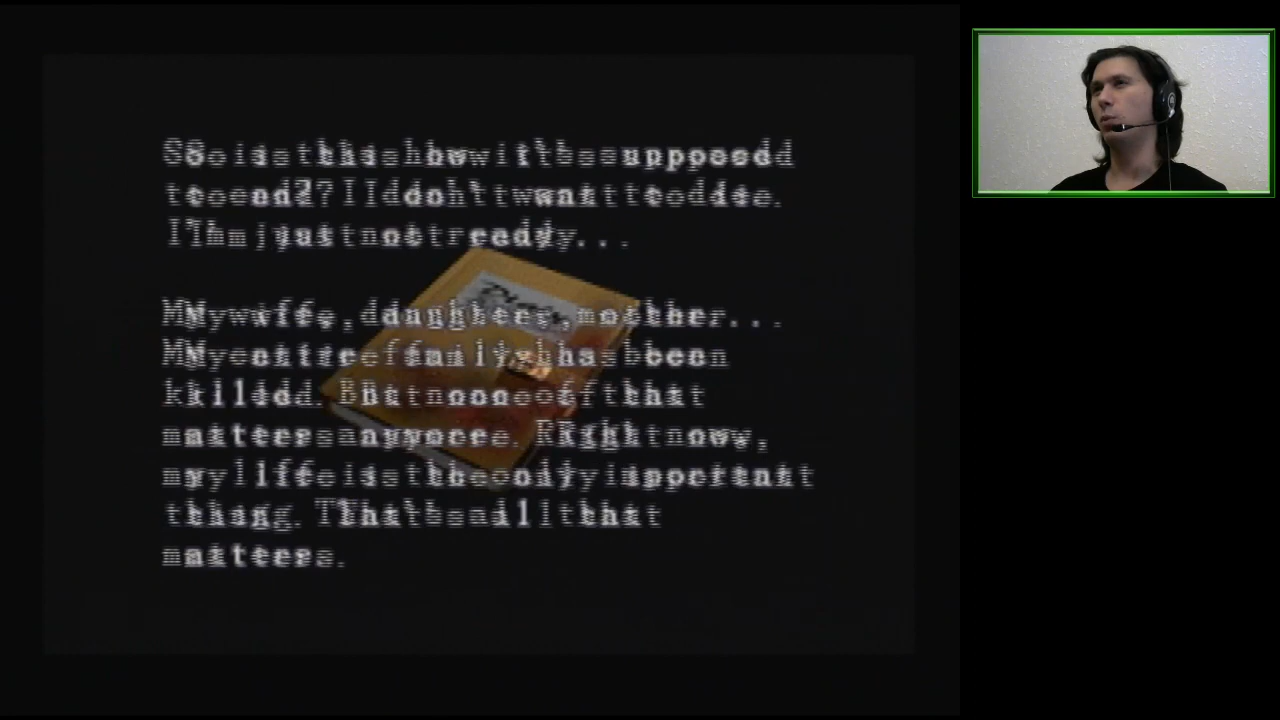 So is this how it's supposed
to end? I don't want to die.
I'm just not ready...
My wife, daughter, mother...
My entire family has been
killed. But none of that
matters anymore. Right now,
my life is the only important
thing. That's all that
matters.
Diary